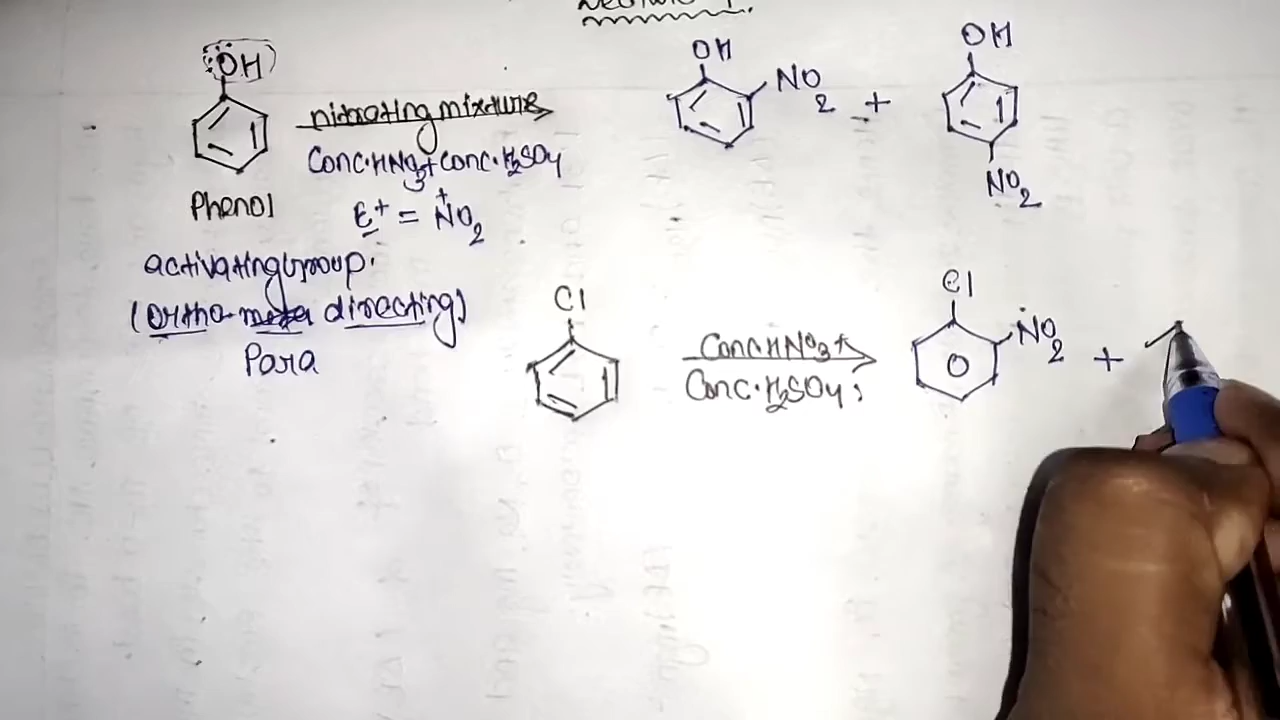 OH
nitrating mixture
Conc.HNO3+Conc.H2SO4
Phenol
E+ = N+O2
activating group.
(Ortho-meta directing)
Para
OH
NO2
+
OH
NO2
Cl
Conc HNO3+
Conc.H2SO4;
Cl
NO2
+